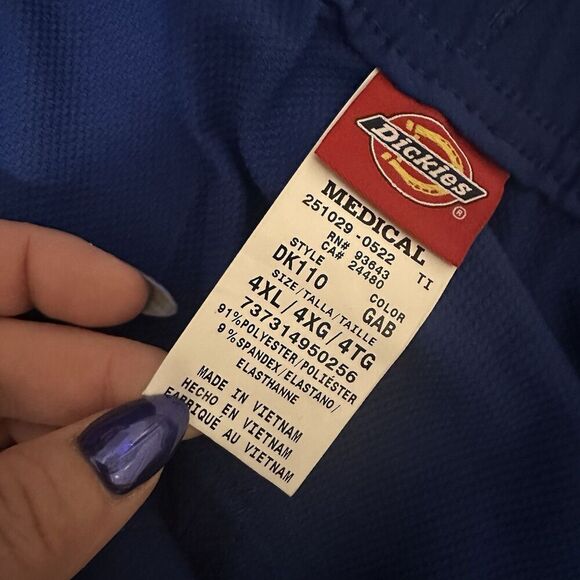 Dickies®
MEDICAL
251029-0522 TI
RN# 93643
CA# 24480
STYLE COLOR
DK110 GAB
SIZE/TALLA/TAILLE
4XL/4XG/4TG
737314950256
91%POLYESTER/POLIÉSTER
9%SPANDEX/ELASTANO/
ELASTHANNE
MADE IN VIETNAM
HECHO EN VIETNAM
FABRIQUÉ AU VIETNAM